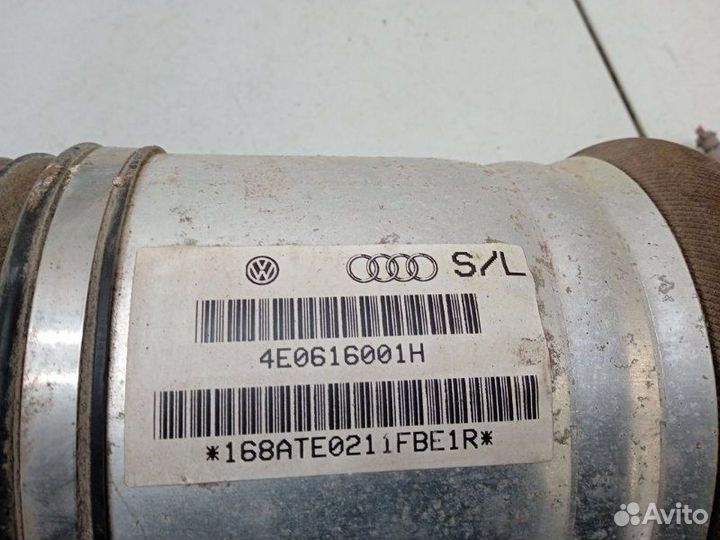 S/L
4E0616001H
*168ATE0211FBE1R*
Avito